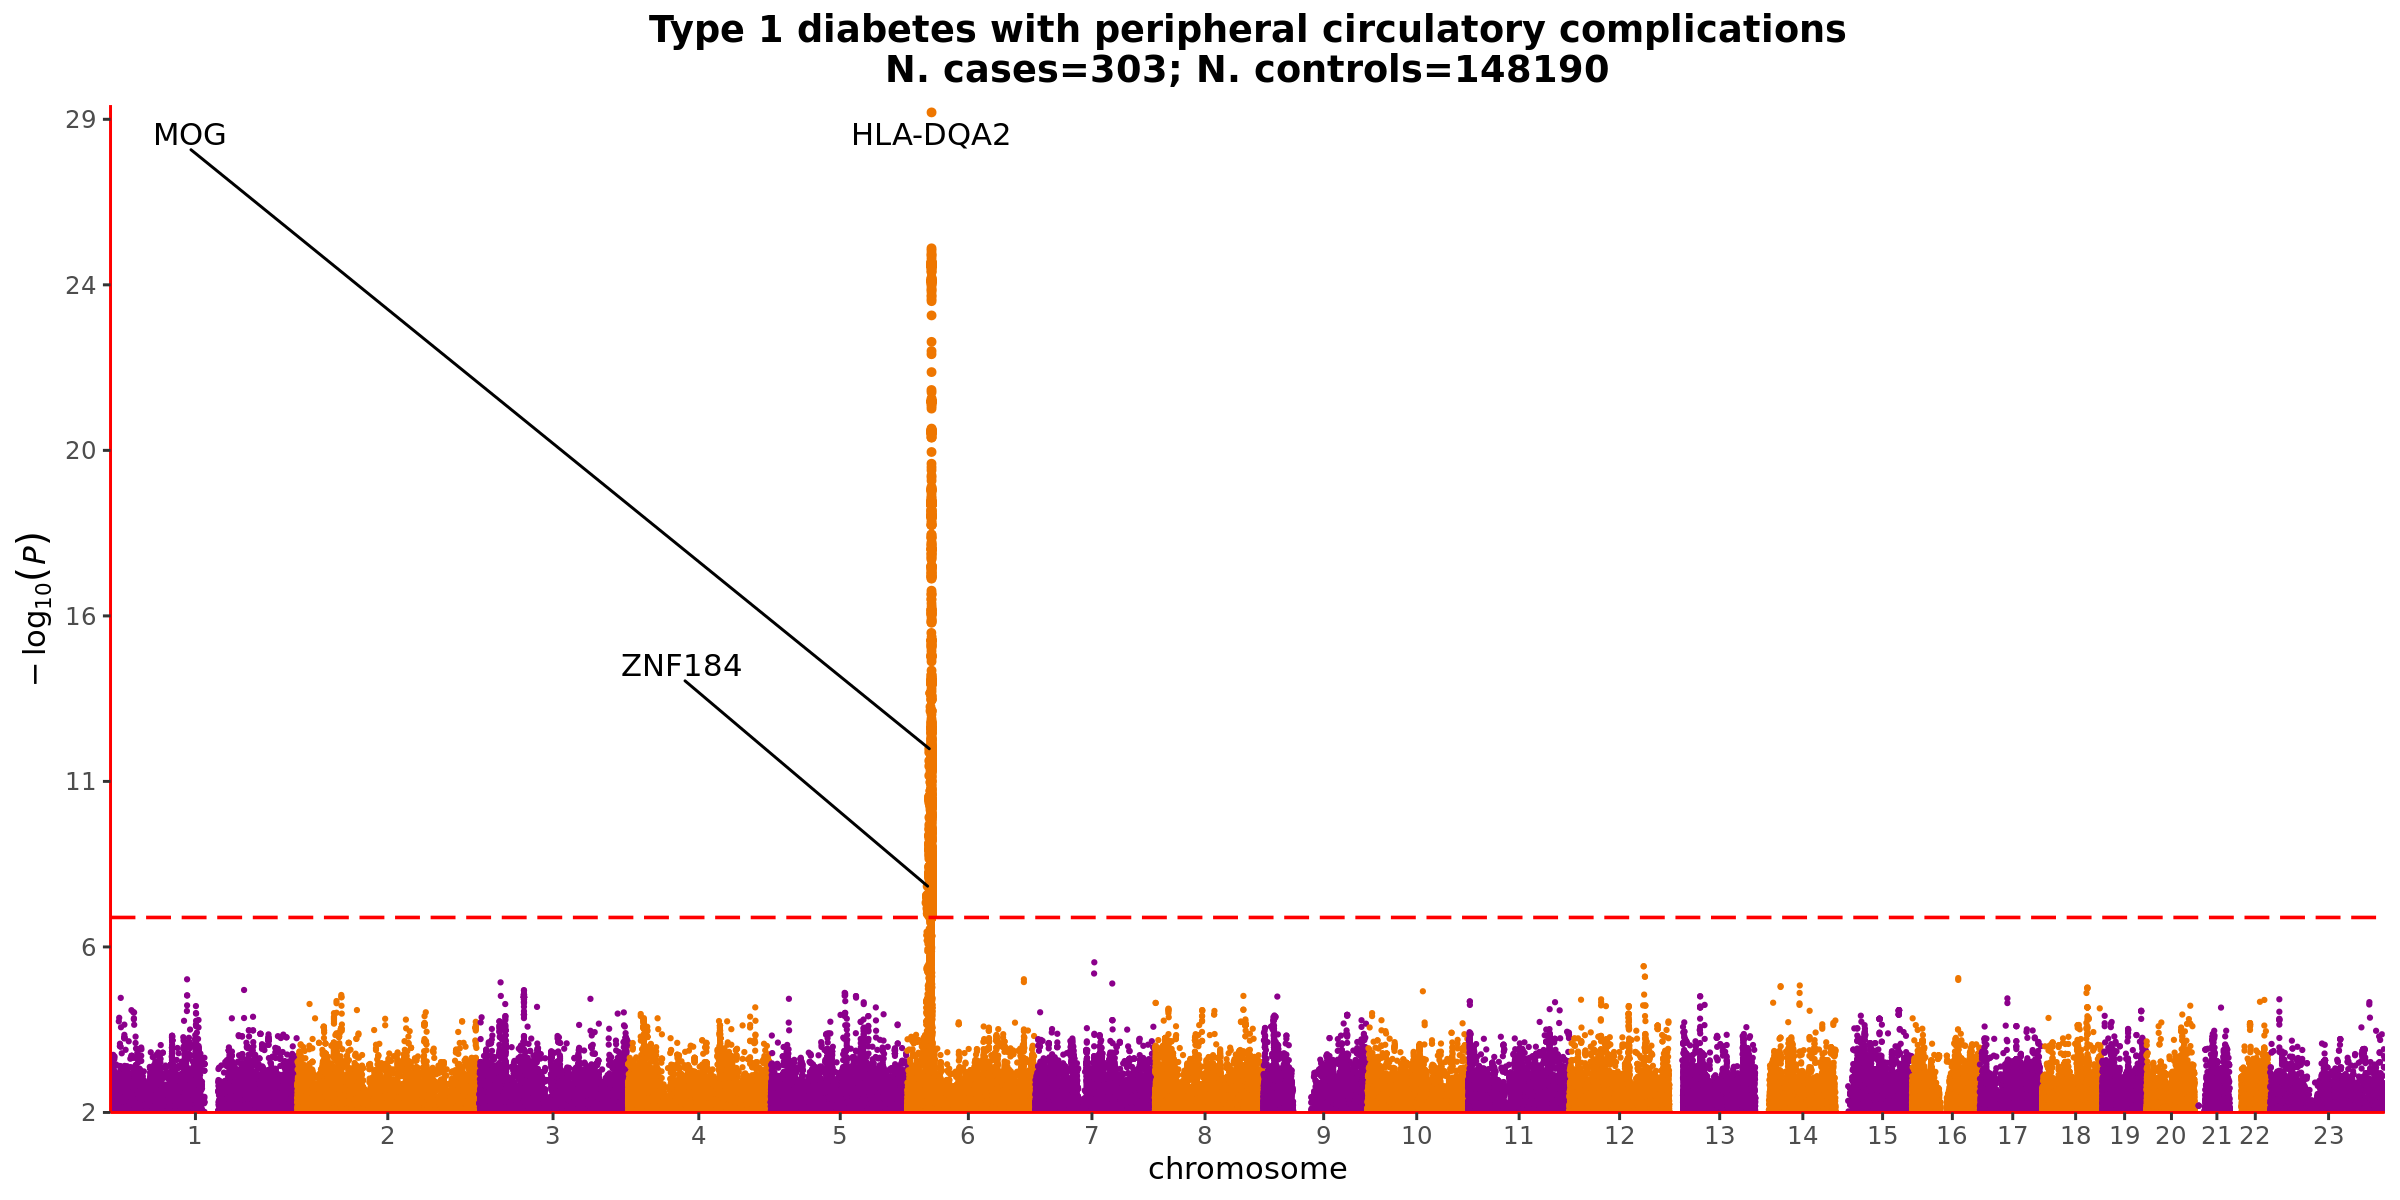 Type 1 diabetes with peripheral circulatory complications
N. cases=303; N. controls=148190
29
24
20
16
11
6
2
− log₁₀(P)
MOG
HLA-DQA2
ZNF184
1 2 3 4 5 6 7 8 9 10 11 12 13 14 15 16 17 18 19 20 21 22 23
chromosome